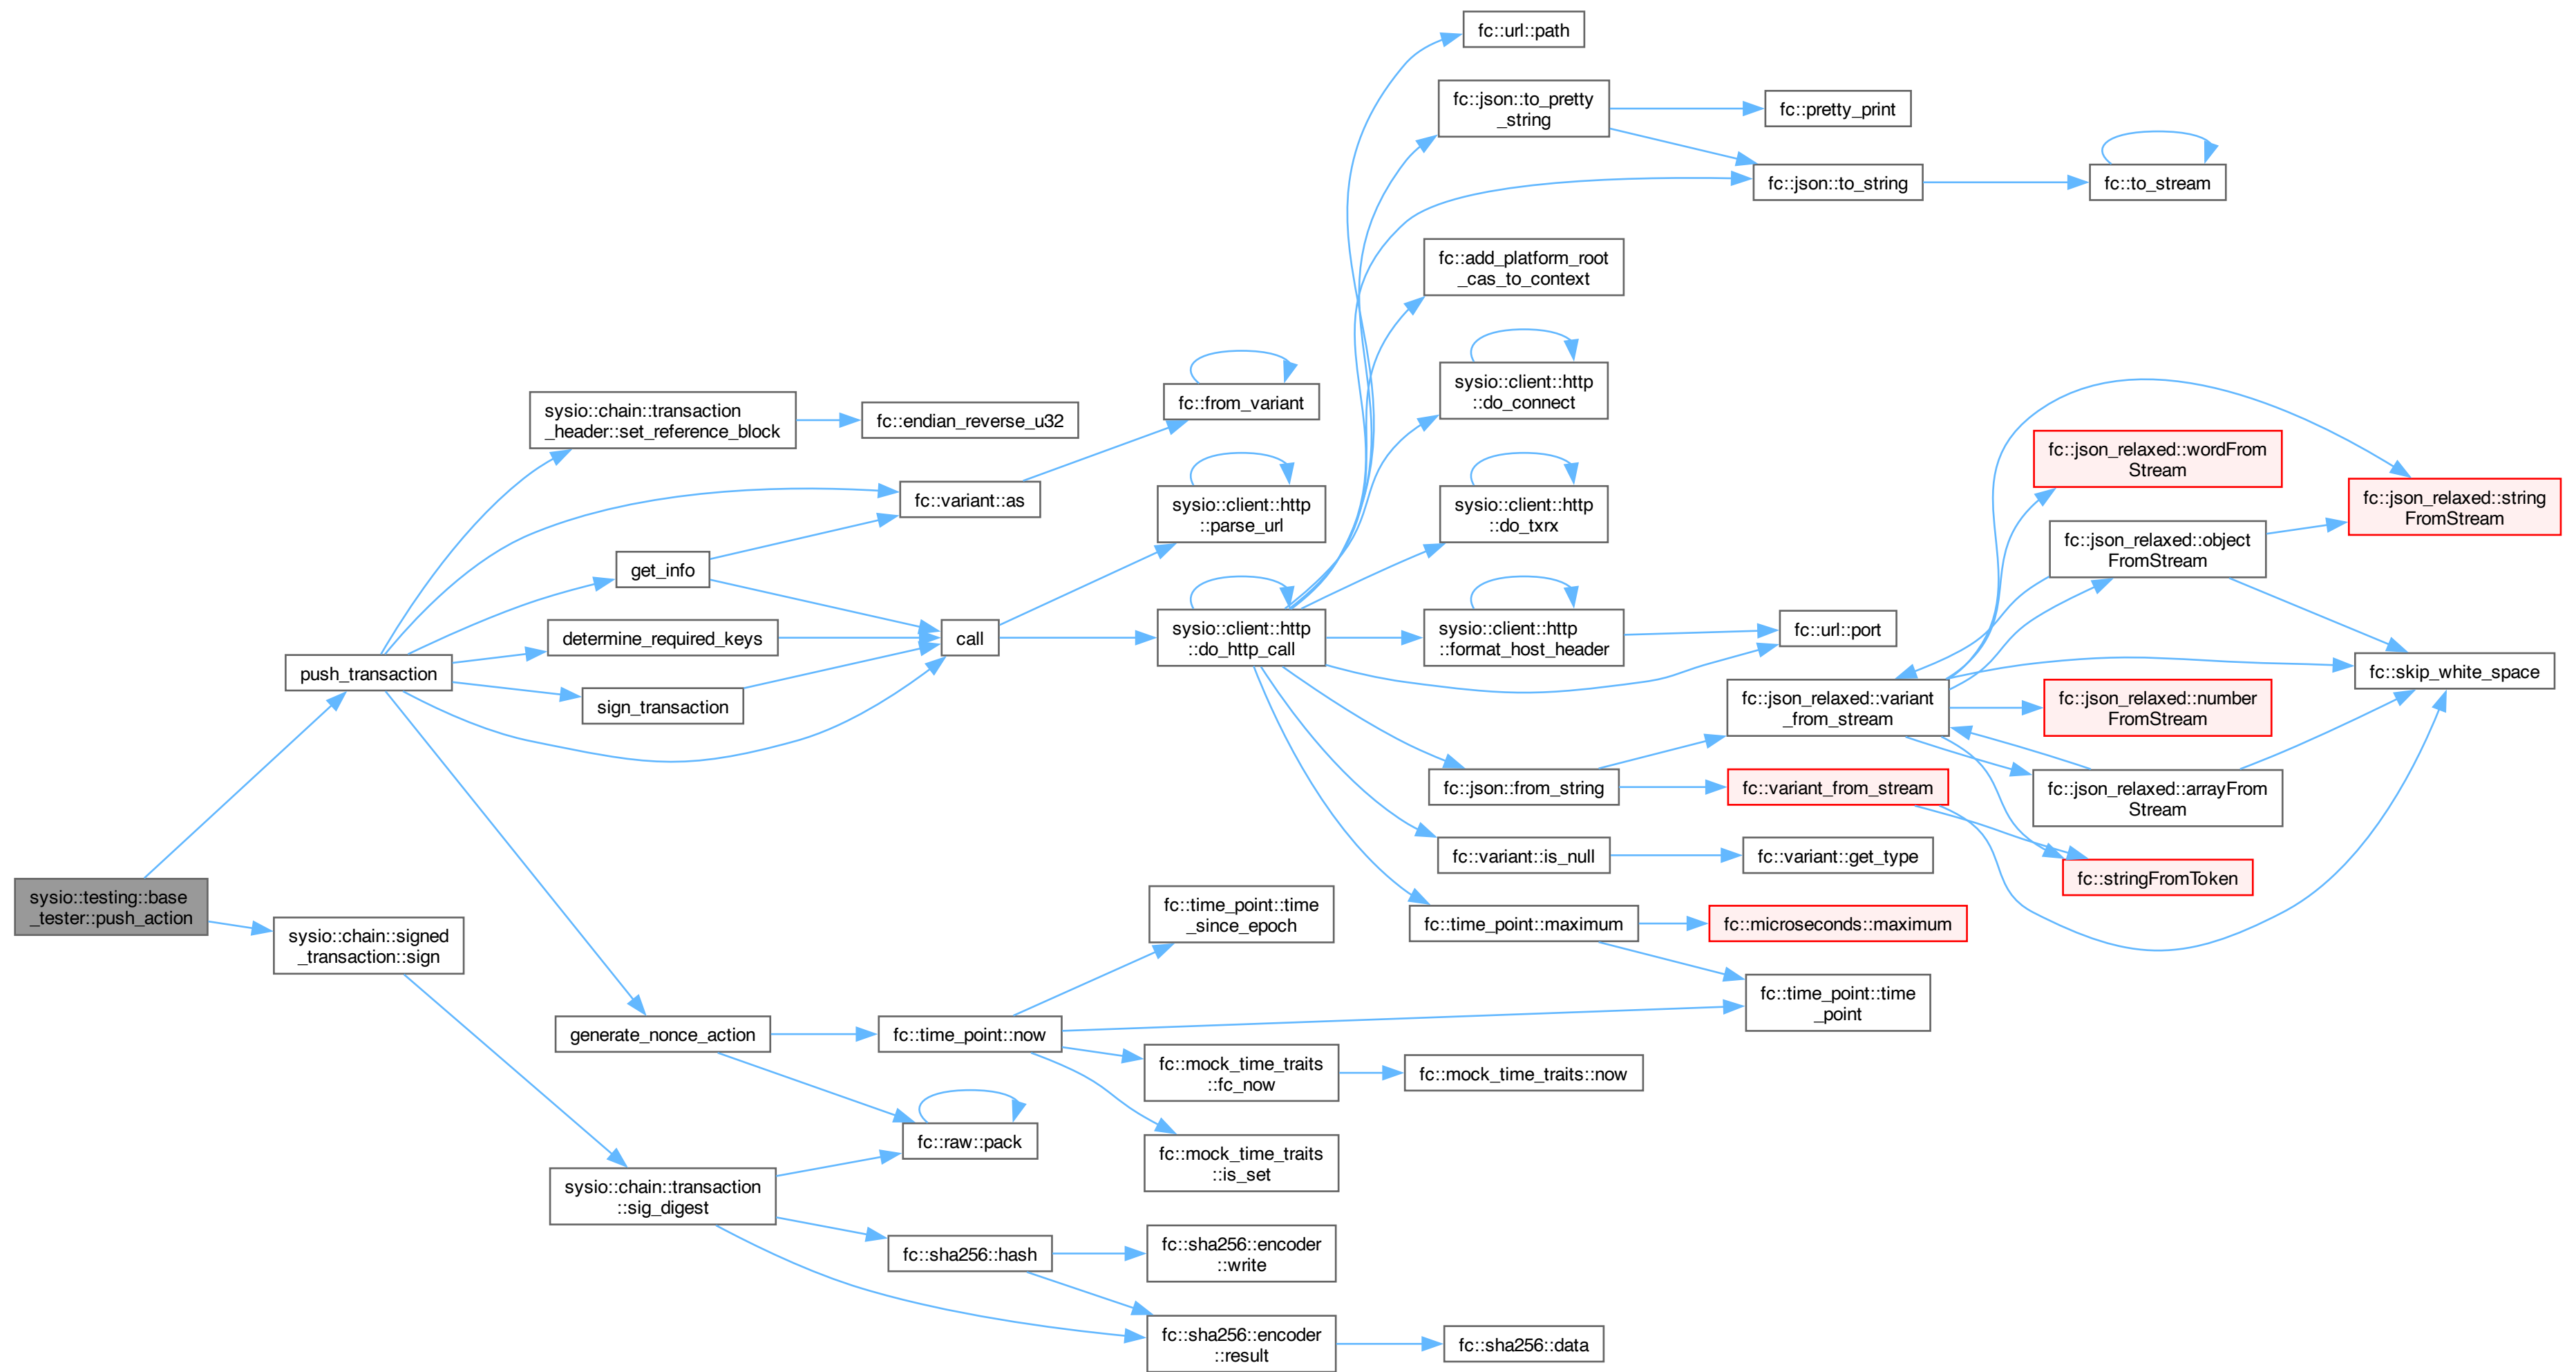 fc::url::path
fc::json::to_pretty
_string
fc::pretty_print
fc::json::to_string
fc::to_stream
fc::add_platform_root
_cas_to_context
sysio::client::http
::do_connect
fc::from_variant
sysio::chain::transaction
_header::set_reference_block
fc::endian_reverse_u32
fc::json_relaxed::wordFrom
Stream
fc::json_relaxed::string
FromStream
fc::variant::as
sysio::client::http
::parse_url
sysio::client::http
::do_txrx
fc::json_relaxed::object
FromStream
get_info
determine_required_keys
call
sysio::client::http
::do_http_call
sysio::client::http
::format_host_header
fc::url::port
push_transaction
sign_transaction
fc::json_relaxed::variant
_from_stream
fc::json_relaxed::number
FromStream
fc::skip_white_space
fc::json::from_string
fc::variant_from_stream
fc::json_relaxed::arrayFrom
Stream
fc::variant::is_null
fc::variant::get_type
fc::stringFromToken
sysio::testing::base
_tester::push_action
sysio::chain::signed
_transaction::sign
fc::time_point::time
_since_epoch
fc::time_point::maximum
fc::microseconds::maximum
fc::time_point::time
_point
generate_nonce_action
fc::time_point::now
fc::mock_time_traits
::fc_now
fc::mock_time_traits::now
fc::raw::pack
fc::mock_time_traits
::is_set
sysio::chain::transaction
::sig_digest
fc::sha256::hash
fc::sha256::encoder
::write
fc::sha256::encoder
::result
fc::sha256::data